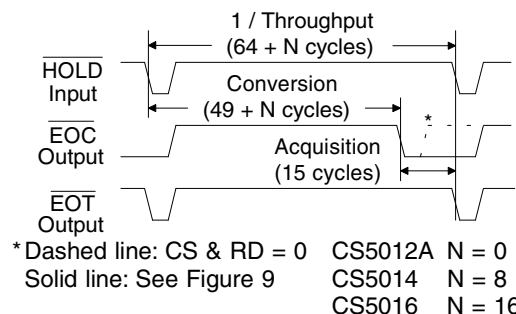 1 / Throughput
(64 + N cycles)
HOLD
Input
Conversion
(49 + N cycles)
*
EOC
Output
Acquisition
(15 cycles)
EOT
Output
* Dashed line: CS & RD = 0 CS5012A N = 0
Solid line: See Figure 9 CS5014 N = 8
CS5016 N = 16